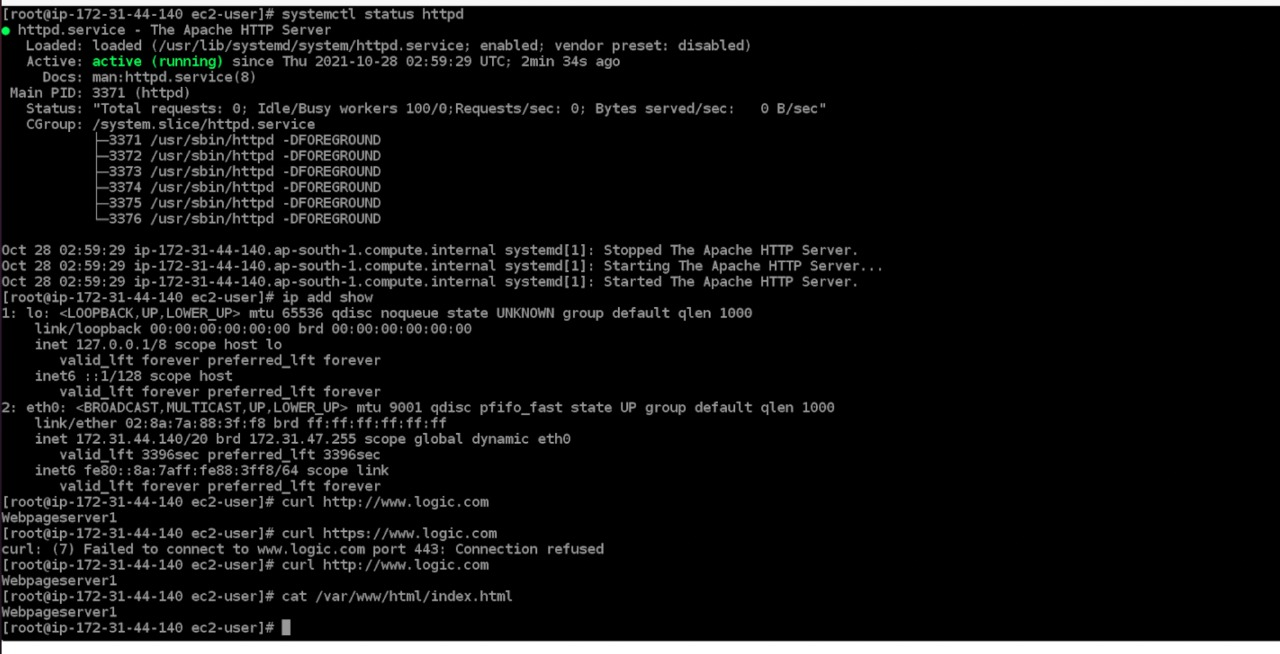 [root@ip-172-31-44-140 ec2-user]# systemctl status httpd
● httpd.service - The Apache HTTP Server
   Loaded: loaded (/usr/lib/systemd/system/httpd.service; enabled; vendor preset: disabled)
   Active: active (running) since Thu 2021-10-28 02:59:29 UTC; 2min 34s ago
     Docs: man:httpd.service(8)
 Main PID: 3371 (httpd)
   Status: "Total requests: 0; Idle/Busy workers 100/0;Requests/sec: 0; Bytes served/sec:   0 B/sec"
   CGroup: /system.slice/httpd.service
           ├─3371 /usr/sbin/httpd -DFOREGROUND
           ├─3372 /usr/sbin/httpd -DFOREGROUND
           ├─3373 /usr/sbin/httpd -DFOREGROUND
           ├─3374 /usr/sbin/httpd -DFOREGROUND
           ├─3375 /usr/sbin/httpd -DFOREGROUND
           └─3376 /usr/sbin/httpd -DFOREGROUND
Oct 28 02:59:29 ip-172-31-44-140.ap-south-1.compute.internal systemd[1]: Stopped The Apache HTTP Server.
Oct 28 02:59:29 ip-172-31-44-140.ap-south-1.compute.internal systemd[1]: Starting The Apache HTTP Server...
Oct 28 02:59:29 ip-172-31-44-140.ap-south-1.compute.internal systemd[1]: Started The Apache HTTP Server.
[root@ip-172-31-44-140 ec2-user]# ip add show
1: lo: <LOOPBACK,UP,LOWER_UP> mtu 65536 qdisc noqueue state UNKNOWN group default qlen 1000
    link/loopback 00:00:00:00:00:00 brd 00:00:00:00:00:00
    inet 127.0.0.1/8 scope host lo
       valid_lft forever preferred_lft forever
    inet6 ::1/128 scope host
       valid_lft forever preferred_lft forever
2: eth0: <BROADCAST,MULTICAST,UP,LOWER_UP> mtu 9001 qdisc pfifo_fast state UP group default qlen 1000
    link/ether 02:8a:7a:88:3f:f8 brd ff:ff:ff:ff:ff:ff
    inet 172.31.44.140/20 brd 172.31.47.255 scope global dynamic eth0
       valid_lft 3396sec preferred_lft 3396sec
    inet6 fe80::8a:7aff:fe88:3ff8/64 scope link
       valid_lft forever preferred_lft forever
[root@ip-172-31-44-140 ec2-user]# curl http://www.logic.com
Webpageserver1
[root@ip-172-31-44-140 ec2-user]# curl https://www.logic.com
curl: (7) Failed to connect to www.logic.com port 443: Connection refused
[root@ip-172-31-44-140 ec2-user]# curl http://www.logic.com
Webpageserver1
[root@ip-172-31-44-140 ec2-user]# cat /var/www/html/index.html
Webpageserver1
[root@ip-172-31-44-140 ec2-user]#